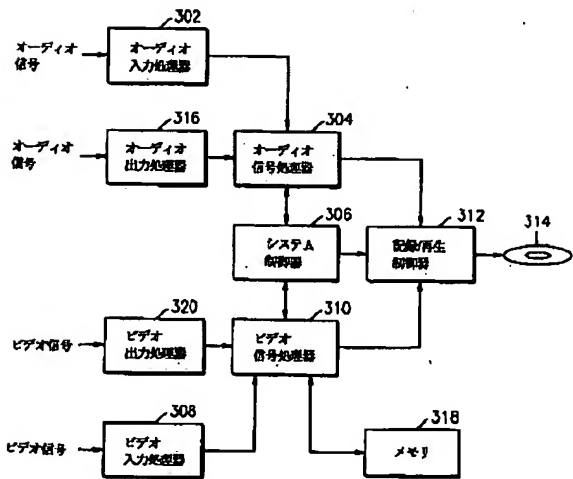 302
オーディオ
信号
オーディオ
入力処理器
316
304
オーディオ
信号
オーディオ
出力処理器
オーディオ
信号処理器
306
312
314
システム
制御器
記録/再生
制御器
320
310
ビデオ信号
ビデオ
出力処理器
ビデオ
信号処理器
308
318
ビデオ信号
ビデオ
入力処理器
メモリ